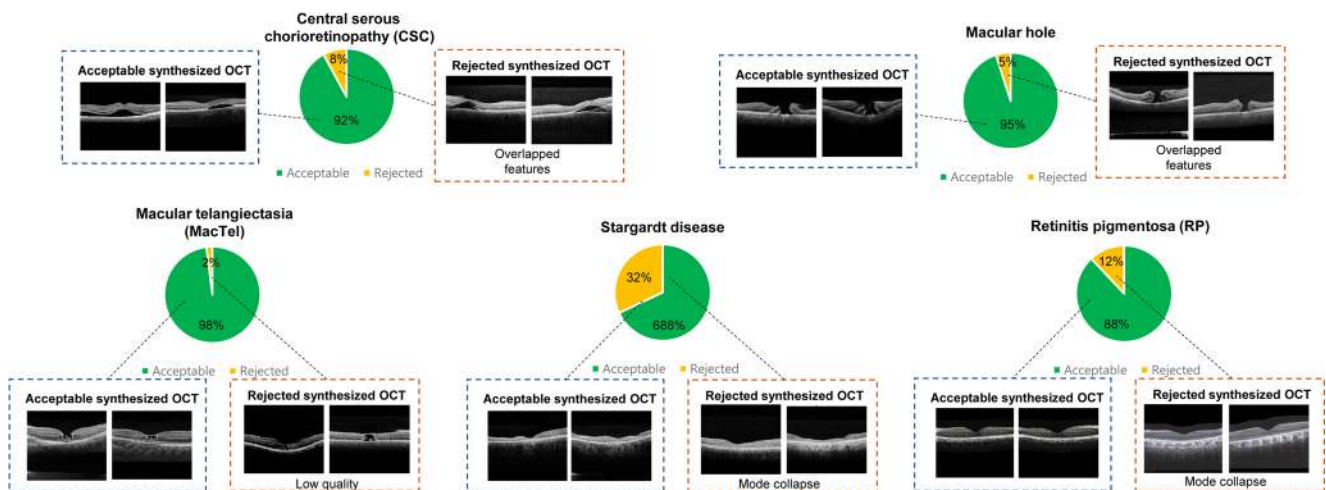 Central serous
chorioretinopathy (CSC)
8%
92%
Acceptable synthesized OCT
Rejected synthesized OCT
Overlapped
features
Acceptable Rejected
Macular hole
5%
95%
Acceptable synthesized OCT
Rejected synthesized OCT
Overlapped
features
Acceptable Rejected
Macular telangiectasia
(MacTel)
2%
98%
Acceptable Rejected
Acceptable synthesized OCT
Rejected synthesized OCT
Low quality
Stargardt disease
32%
688%
Acceptable Rejected
Acceptable synthesized OCT
Rejected synthesized OCT
Mode collapse
Retinitis pigmentosa (RP)
12%
88%
Acceptable Rejected
Acceptable synthesized OCT
Rejected synthesized OCT
Mode collapse